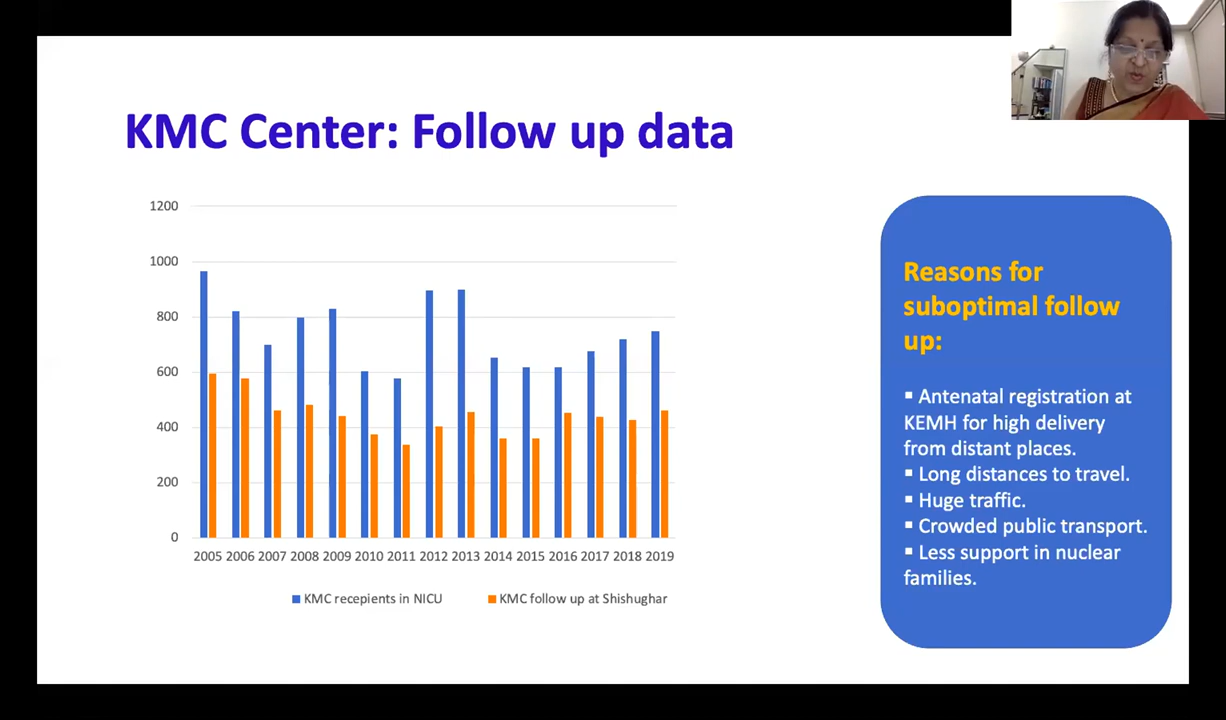 KMC Center: Follow up data
1200
1000
800
600
400
200
0
2005 2006 2007 2008 2009 2010 2011 2012 2013 2014 2015 2016 2017 2018 2019
KMC recepients in NICU KMC follow up at Shishughar
Reasons for
suboptimal follow
up:
▪ Antenatal registration at
KEMH for high delivery
from distant places.
▪ Long distances to travel.
▪ Huge traffic.
▪ Crowded public transport.
▪ Less support in nuclear
families.